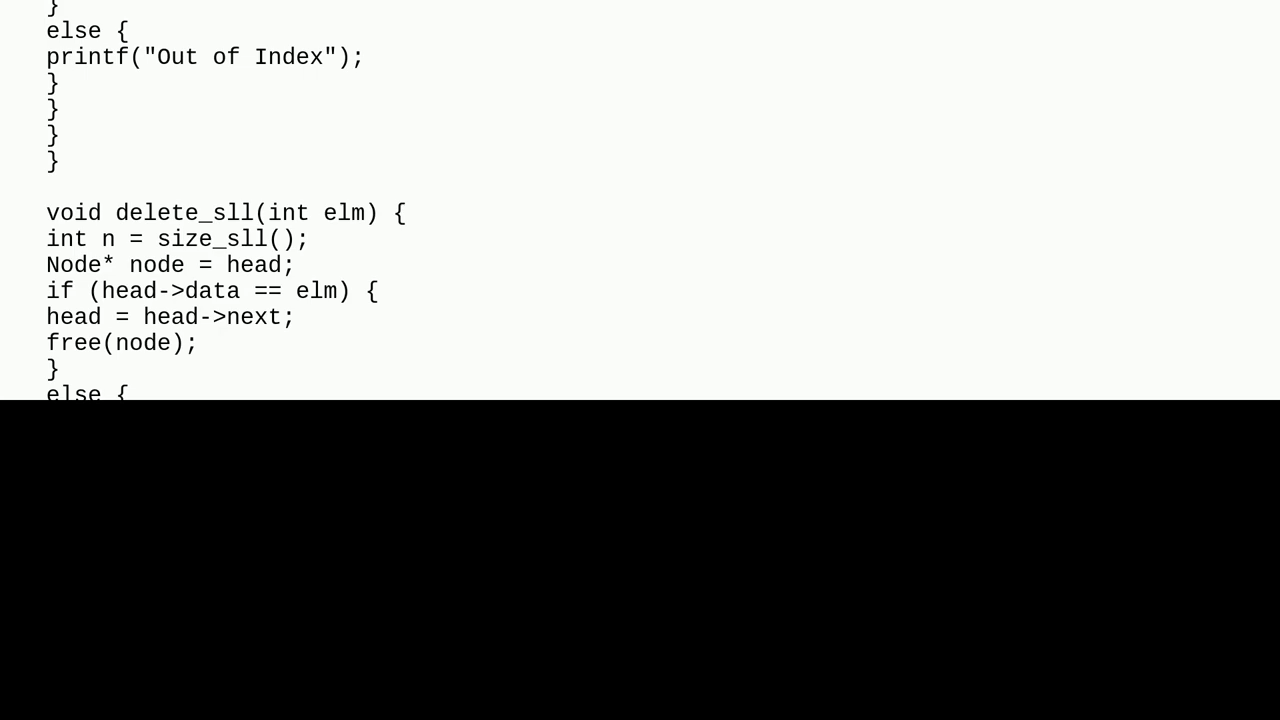 }
else {
printf("Out of Index");
}
}
}
}

void delete_sll(int elm) {
int n = size_sll();
Node* node = head;
if (head->data == elm) {
head = head->next;
free(node);
}
else {